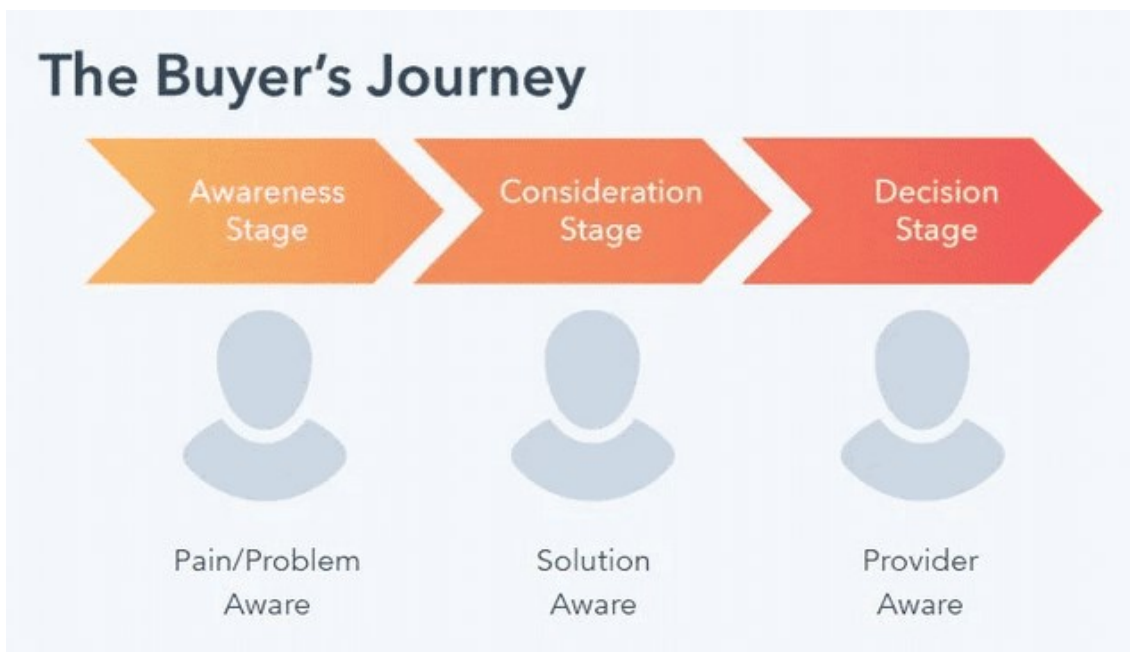 The Buyer’s Journey
Awareness
Stage
Consideration
Stage
Decision
Stage
Pain/Problem
Aware
Solution
Aware
Provider
Aware